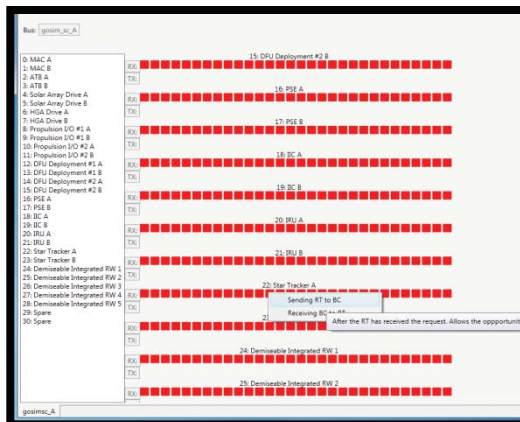 Bus: gosim_sc_A
0: MAC A
1: MAC B
2: ATB A
3: ATB B
4: Solar Array Drive A
5: Solar Array Drive B
6: HGA Drive A
7: HGA Drive B
8: Propulsion I/O #1 A
9: Propulsion I/O #1 B
10: Propulsion I/O #2 A
11: Propulsion I/O #2 B
12: DFU Deployment #1 A
13: DFU Deployment #1 B
14: DFU Deployment #2 A
15: DFU Deployment #2 B
16: PSE A
17: PSE B
18: IIC A
19: IIC B
20: IRU A
21: IRU B
22: Star Tracker A
23: Star Tracker B
24: Demiseable Integrated RW 1
25: Demiseable Integrated RW 2
26: Demiseable Integrated RW 3
27: Demiseable Integrated RW 4
28: Demiseable Integrated RW 5
29: Spare
30: Spare
15: DFU Deployment #2 B
RX:
TX:
16: PSE A
RX:
TX:
17: PSE B
RX:
TX:
18: IIC A
RX:
TX:
19: IIC B
RX:
TX:
20: IRU A
RX:
TX:
21: IRU B
RX:
TX:
22: Star Tracker A
RX:
Sending RT to BC
TX:
Receiving BC to RT
After the RT has received the request. Allows the oppportunit
RX:
TX:
24: Demiseable Integrated RW 1
RX:
TX:
25: Demiseable Integrated RW 2
RX:
gosimsc_A